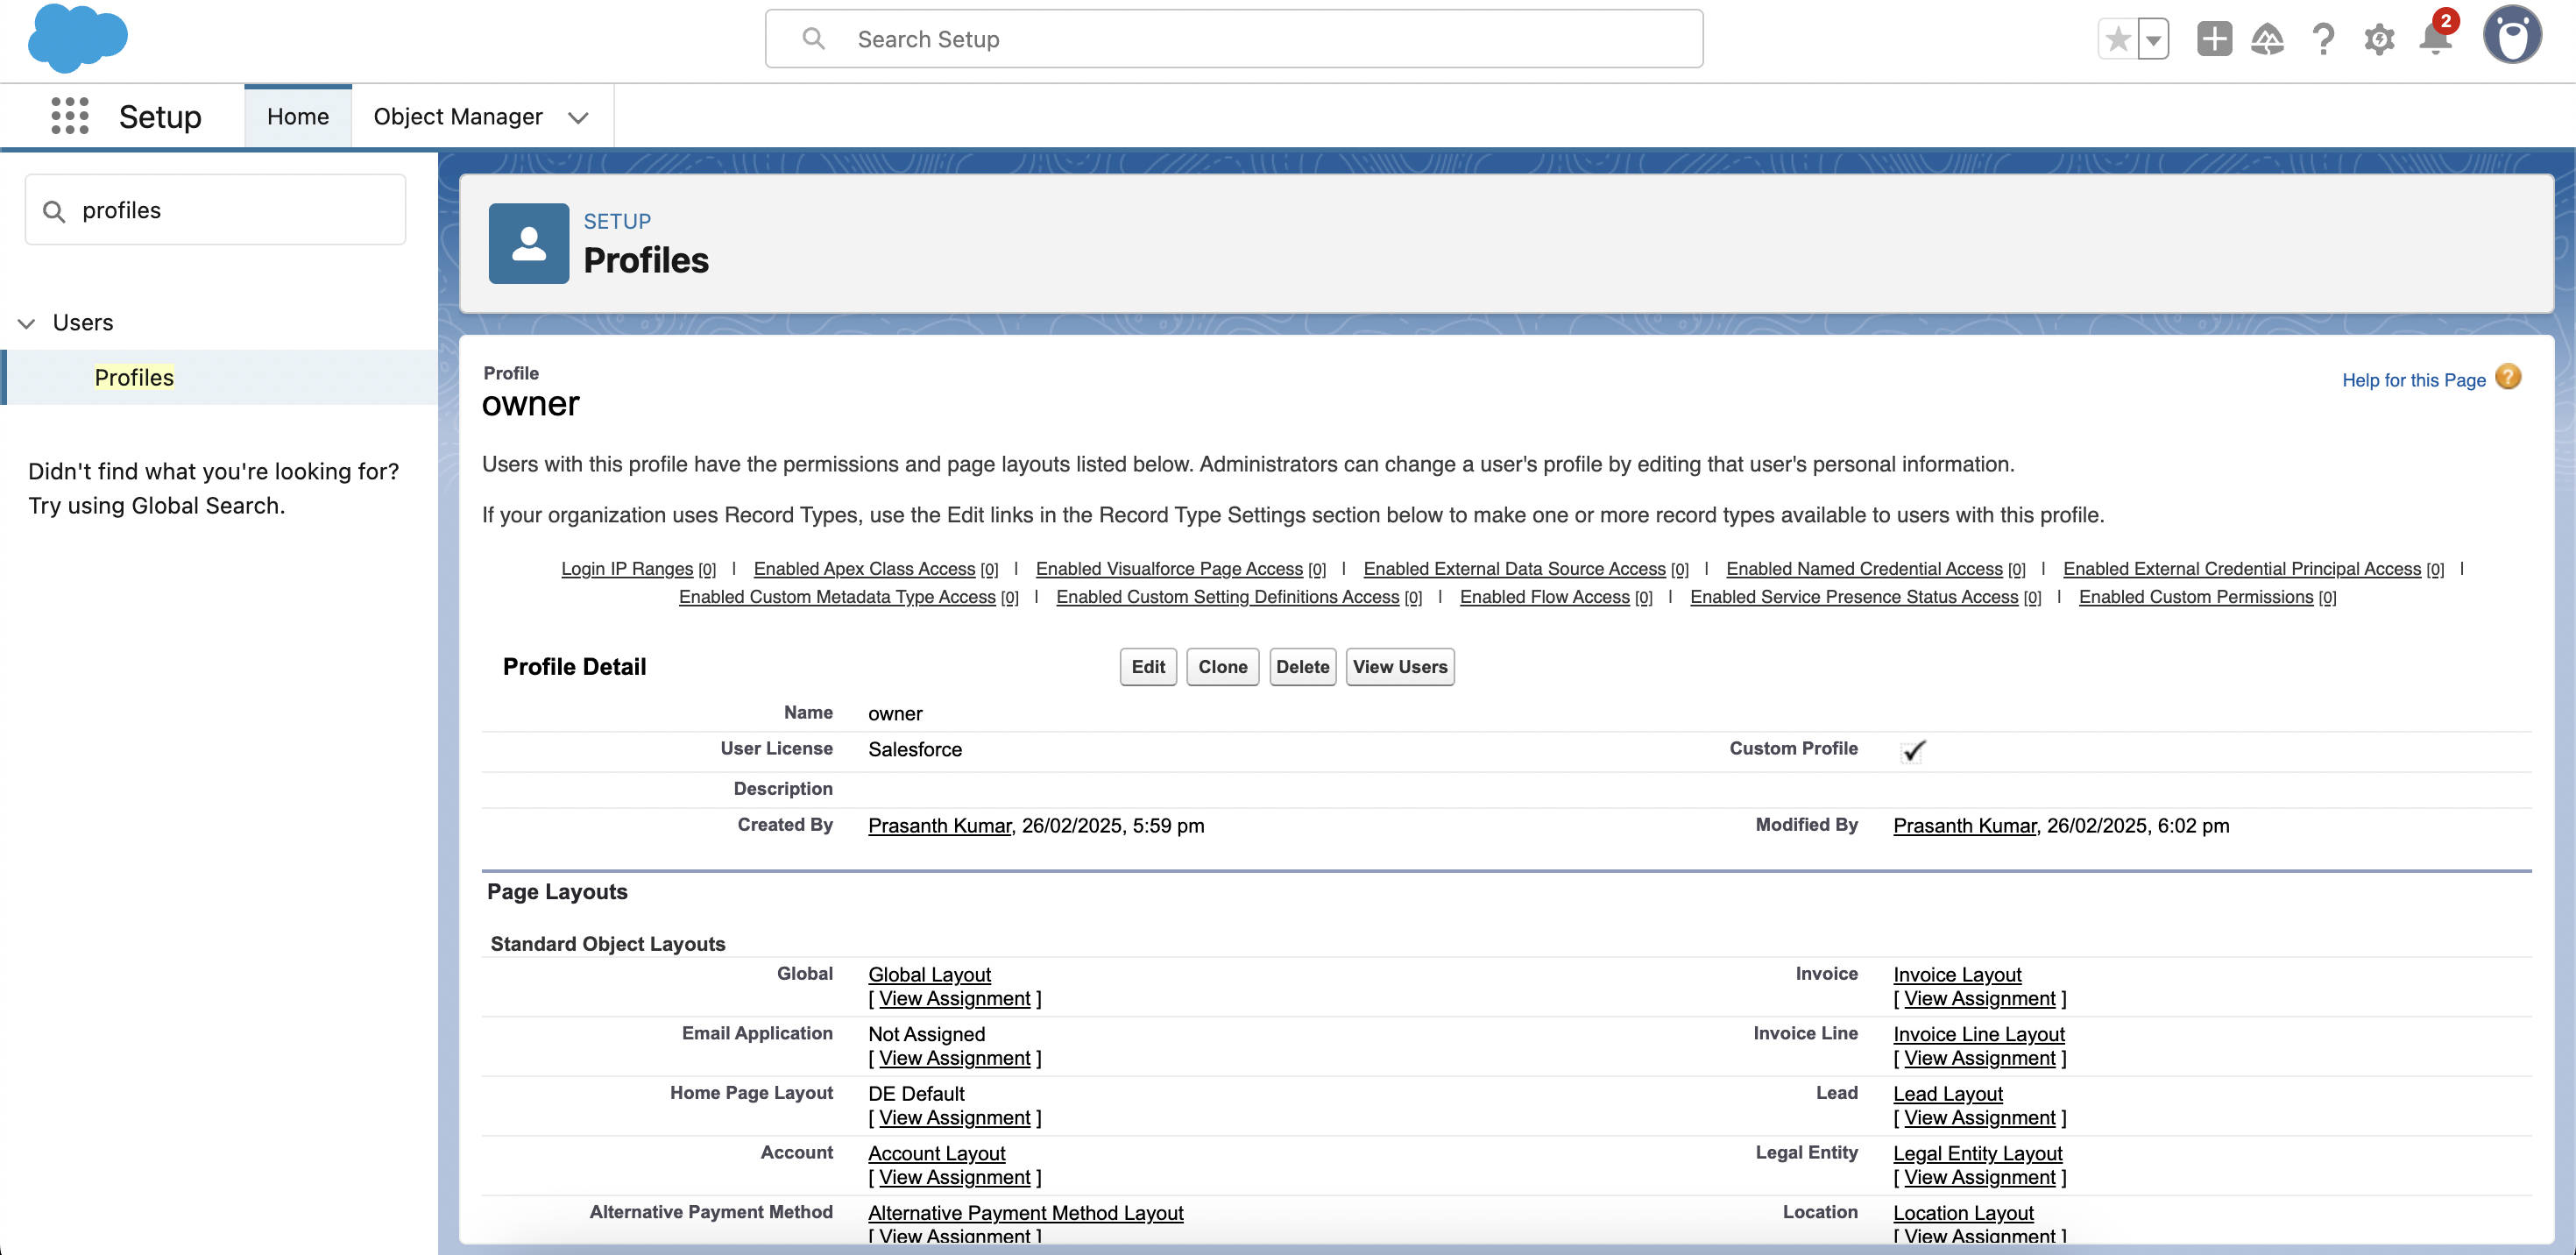 Search Setup
2
Setup
Home
Object Manager
profiles
Users
Profiles
Didn't find what you're looking for?
Try using Global Search.
SETUP
Profiles
Profile
owner
Help for this Page
?
Users with this profile have the permissions and page layouts listed below. Administrators can change a user's profile by editing that user's personal information.
If your organization uses Record Types, use the Edit links in the Record Type Settings section below to make one or more record types available to users with this profile.
Login IP Ranges [0] | Enabled Apex Class Access [0] | Enabled Visualforce Page Access [0] | Enabled External Data Source Access [0] | Enabled Named Credential Access [0] | Enabled External Credential Principal Access [0] |
Enabled Custom Metadata Type Access [0] | Enabled Custom Setting Definitions Access [0] | Enabled Flow Access [0] | Enabled Service Presence Status Access [0] | Enabled Custom Permissions [0]
Profile Detail
Edit Clone Delete View Users
Name owner
User License Salesforce Custom Profile
Description
Created By Prasanth Kumar, 26/02/2025, 5:59 pm Modified By Prasanth Kumar, 26/02/2025, 6:02 pm
Page Layouts
Standard Object Layouts
Global Global Layout Invoice Invoice Layout
[ View Assignment ] [ View Assignment ]
Email Application Not Assigned Invoice Line Invoice Line Layout
[ View Assignment ] [ View Assignment ]
Home Page Layout DE Default Lead Lead Layout
[ View Assignment ] [ View Assignment ]
Account Account Layout Legal Entity Legal Entity Layout
[ View Assignment ] [ View Assignment ]
Alternative Payment Method Alternative Payment Method Layout Location Location Layout
[ View Assignment ] [ View Assignment ]